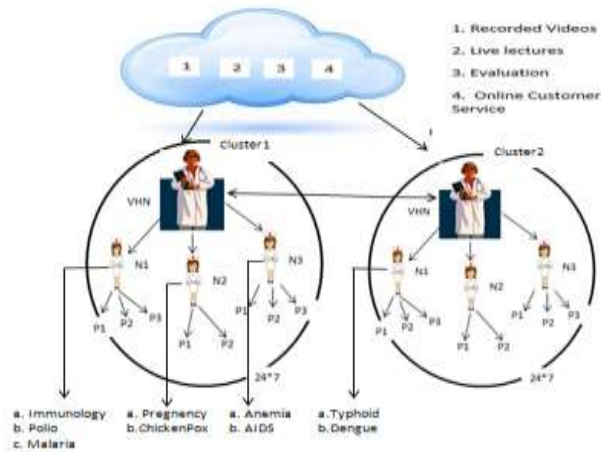 1 2 3 4
1. Recorded Videos
2. Live lectures
3. Evaluation
4. Online Customer
Service
Cluster1
VHN
N1
N2
N3
P1
P2
P3
P1
P2
P1
P2
P3
24*7
Cluster2
VHN
N1
N2
N3
P1
P2
P3
P1
P2
P1
P2
P3
24*7
a. Immunology
b. Polio
c. Malaria
a. Pregnency
b.ChickenPox
a. Anemia
b. AIDS
a.Typhoid
b.Dengue